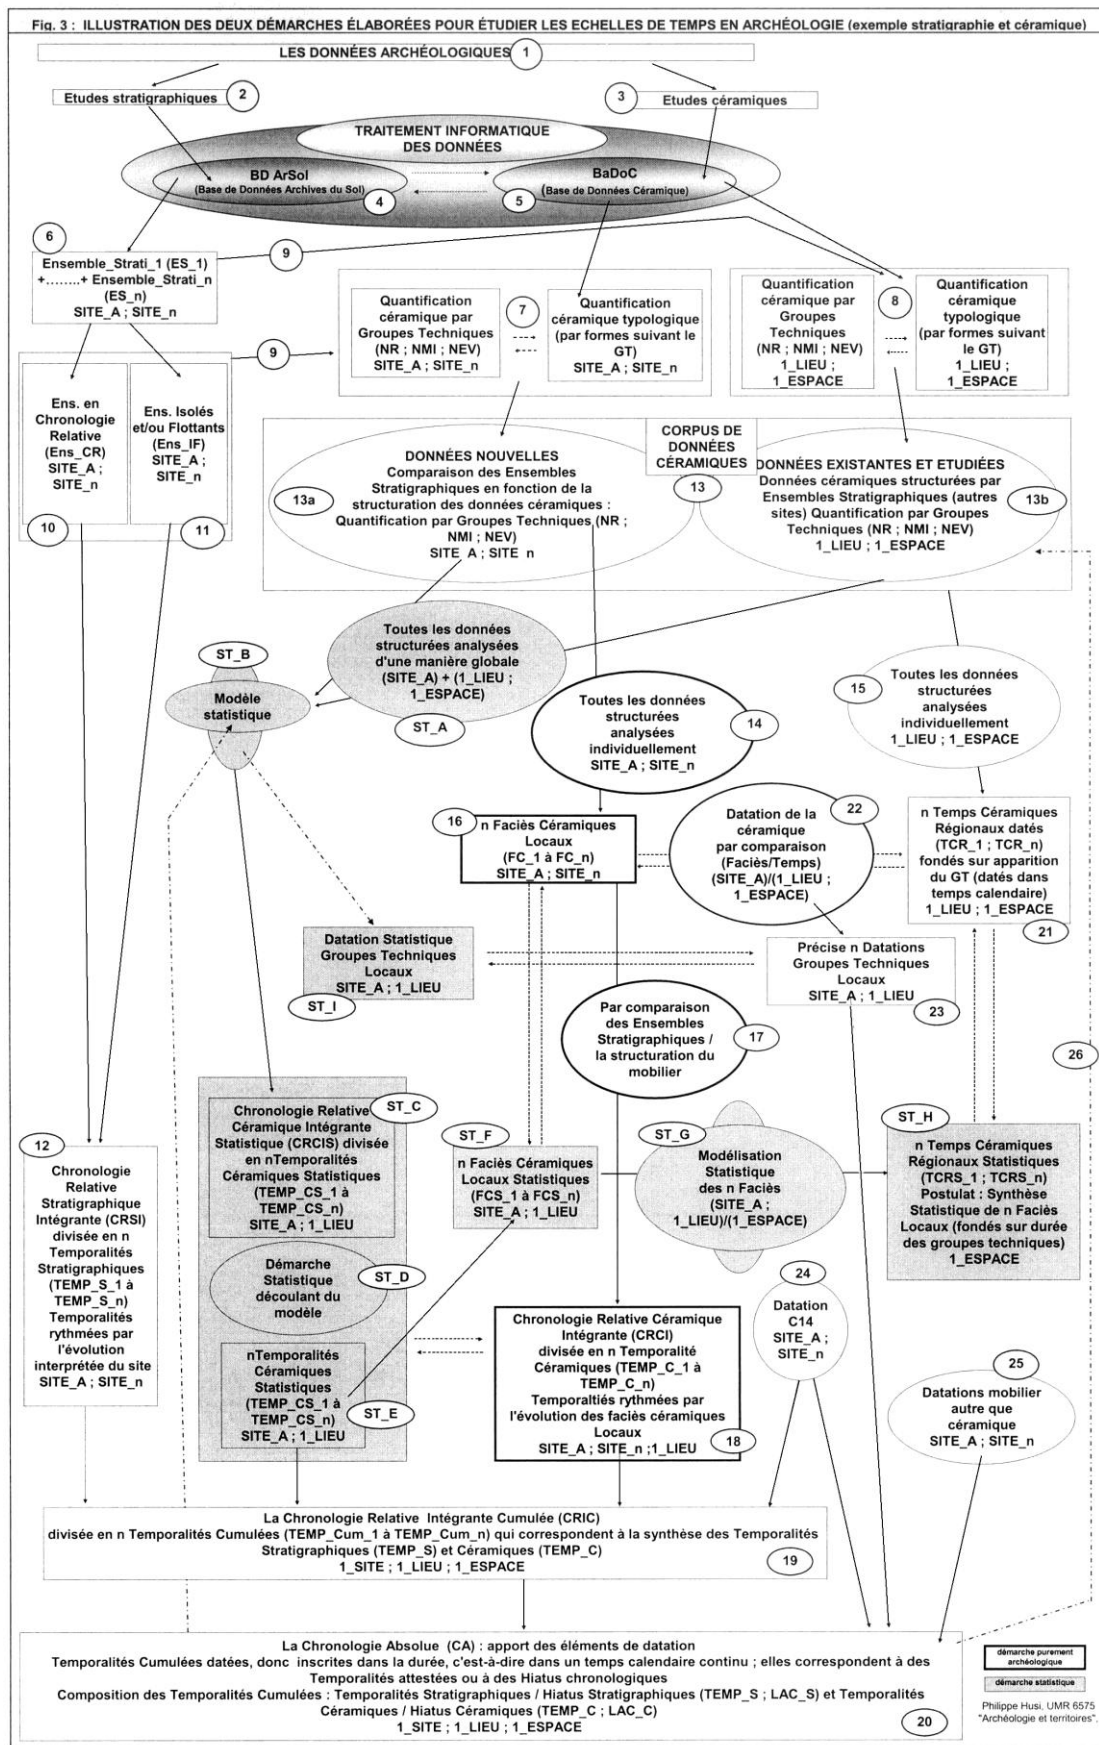 Fig. 3 : ILLUSTRATION DES DEUX DÉMARCHES ÉLABORÉES POUR ÉTUDIER LES ECHELLES DE TEMPS EN ARCHÉOLOGIE (exemple stratigraphie et céramique)
LES DONNÉES ARCHÉOLOGIQUES
1
Etudes stratigraphiques
2
3
Etudes céramiques
TRAITEMENT INFORMATIQUE
DES DONNÉES
BD ArSol
(Base de Données Archives du Sol)
4
BaDoC
(Base de Données Céramique)
5
6
Ensemble_Strati_1 (ES_1)
+……..+ Ensemble_Strati_n
(ES_n)
SITE_A ; SITE_n
9
9
Quantification
céramique par
Groupes Techniques
(NR ; NMI ; NEV)
SITE_A ; SITE_n
7
Quantification
céramique typologique
(par formes suivant le
GT)
SITE_A ; SITE_n
Quantification
céramique par
Groupes
Techniques
(NR ; NMI ; NEV)
1_LIEU ;
1_ESPACE
8
Quantification
céramique
typologique
(par formes suivant
le GT)
1_LIEU ;
1_ESPACE
Ens. en
Chronologie
Relative
(Ens_CR)
SITE_A ;
SITE_n
10
Ens. Isolés
et/ou Flottants
(Ens_IF)
SITE_A ;
SITE_n
11
CORPUS DE
DONNÉES
CÉRAMIQUES
13
DONNÉES NOUVELLES
Comparaison des Ensembles
Stratigraphiques en fonction de la
structuration des données céramiques :
Quantification par Groupes Techniques (NR ;
NMI ; NEV)
SITE_A ; SITE_n
13a
DONNÉES EXISTANTES ET ETUDIÉES
Données céramiques structurées par
Ensembles Stratigraphiques (autres
sites) Quantification par Groupes
Techniques (NR ; NMI ; NEV)
1_LIEU ; 1_ESPACE
13b
Toutes les données
structurées analysées
d'une manière globale
(SITE_A) + (1_LIEU ;
1_ESPACE)
ST_A
ST_B
Modèle
statistique
Toutes les données
structurées
analysées
individuellement
SITE_A ; SITE_n
14
15
Toutes les données
structurées
analysées
individuellement
1_LIEU ; 1_ESPACE
16
n Faciès Céramiques
Locaux
(FC_1 à FC_n)
SITE_A ; SITE_n
22
Datation de la
céramique
par comparaison
(Faciès/Temps)
(SITE_A)/(1_LIEU ;
1_ESPACE)
n Temps Céramiques
Régionaux datés
(TCR_1 ; TCR_n)
fondés sur apparition
du GT (datés dans
temps calendaire)
1_LIEU ; 1_ESPACE
21
Datation Statistique
Groupes Techniques
Locaux
SITE_A ; 1_LIEU
ST_I
Précise n Datations
Groupes Techniques
Locaux
SITE_A ; 1_LIEU
23
Par comparaison
des Ensembles
Stratigraphiques /
la structuration du
mobilier
17
26
12
Chronologie
Relative
Stratigraphique
Intégrante (CRSI)
divisée en n
Temporalités
Stratigraphiques
(TEMP_S_1 à
TEMP_S_n)
Temporalités
rythmées par
l'évolution
interprétée du site
SITE_A ; SITE_n
ST_C
Chronologie Relative
Céramique Intégrante
Statistique (CRCIS) divisée
en nTemporalités
Céramiques Statistiques
(TEMP_CS_1 à
TEMP_CS_n)
SITE_A ; 1_LIEU
ST_D
Démarche
Statistique
découlant du
modèle
nTemporalités
Céramiques
Statistiques
(TEMP_CS_1 à
TEMP_CS_n)
SITE_A ; 1_LIEU
ST_E
ST_F
n Faciès Céramiques
Locaux Statistiques
(FCS_1 à FCS_n)
SITE_A ; 1_LIEU
ST_G
Modélisation
Statistique
des n Faciès
(SITE_A ;
1_LIEU)/(1_ESPACE)
ST_H
n Temps Céramiques
Régionaux Statistiques
(TCRS_1 ; TCRS_n)
Postulat : Synthèse
Statistique de n Faciès
Locaux (fondés sur durée
des groupes techniques)
1_ESPACE
24
Datation
C14
SITE_A ;
SITE_n
25
Datations mobilier
autre que
céramique
SITE_A ; SITE_n
Chronologie Relative Céramique
Intégrante (CRCI)
divisée en n Temporalité
Céramiques (TEMP_C_1 à
TEMP_C_n)
Temporaltiés rythmées par
l'évolution des faciès céramiques
Locaux
SITE_A ; SITE_n ;1_LIEU
18
La Chronologie Relative Intégrante Cumulée (CRIC)
divisée en n Temporalités Cumulées (TEMP_Cum_1 à TEMP_Cum_n) qui correspondent à la synthèse des Temporalités
Stratigraphiques (TEMP_S) et Céramiques (TEMP_C)
1_SITE ; 1_LIEU ; 1_ESPACE
19
La Chronologie Absolue (CA) : apport des éléments de datation
Temporalités Cumulées datées, donc inscrites dans la durée, c'est-à-dire dans un temps calendaire continu ; elles correspondent à des
Temporalités attestées ou à des Hiatus chronologiques
Composition des Temporalités Cumulées : Temporalités Stratigraphiques / Hiatus Stratigraphiques (TEMP_S ; LAC_S) et Temporalités
Céramiques / Hiatus Céramiques (TEMP_C ; LAC_C)
1_SITE ; 1_LIEU ; 1_ESPACE
20
démarche purement
archéologique
démarche statistique
Philippe Husi, UMR 6575
"Archéologie et territoires".